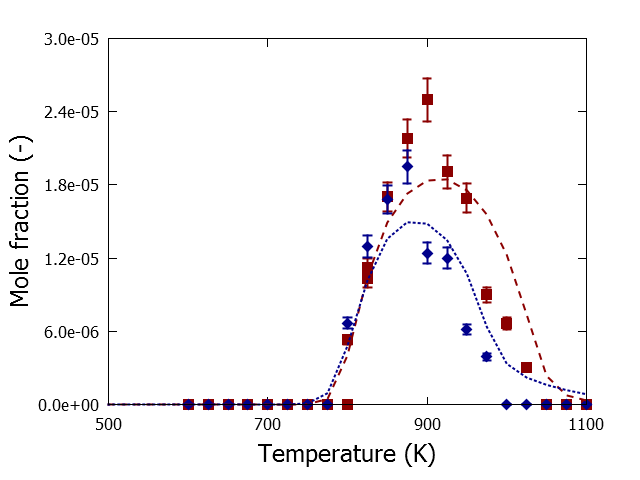 3.0e-05
2.4e-05
1.8e-05
1.2e-05
6.0e-06
0.0e+00
Mole fraction (-)
500
700
900
1100
Temperature (K)